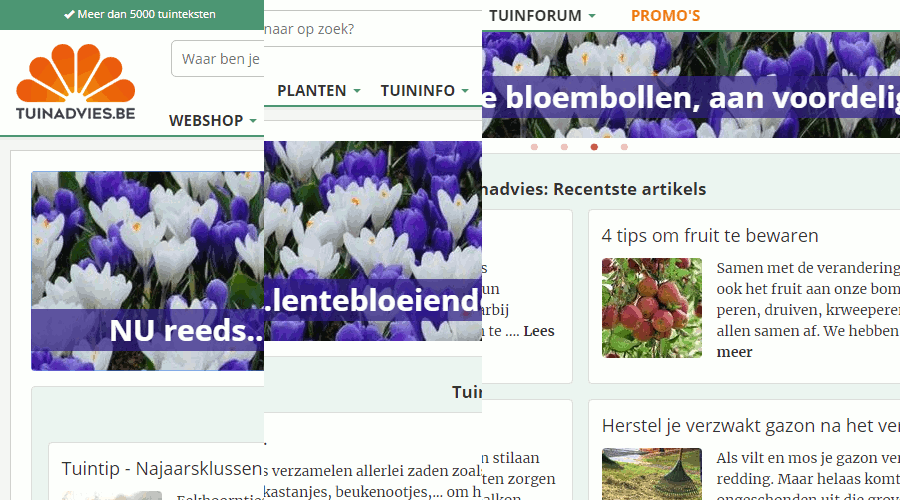 Meer dan 5000 tuinteksten
TUINADVIES.BE
Waar ben je
WEBSHOP
NU reeds..
Tuintip - Najaarsklussen
naar op zoek?
PLANTEN
TUININFO
.lentebloeiende
Tuin
s verzamelen allerlei zaden zoals
kastanjes, beukenootjes,... om h
TUINFORUM
PROMO'S
e bloembollen, aan voordelig
nadvies: Recentste artikels
s
un
arbij
n te .... Lees
4 tips om fruit te bewaren
Samen met de verandering
ook het fruit aan onze bom
peren, druiven, krweepere
allen samen af. We hebben
meer
n stilaan
ten zorgen
Herstel je verzwakt gazon na het ver
Als vilt en mos je gazon ver
redding. Maar helaas komt